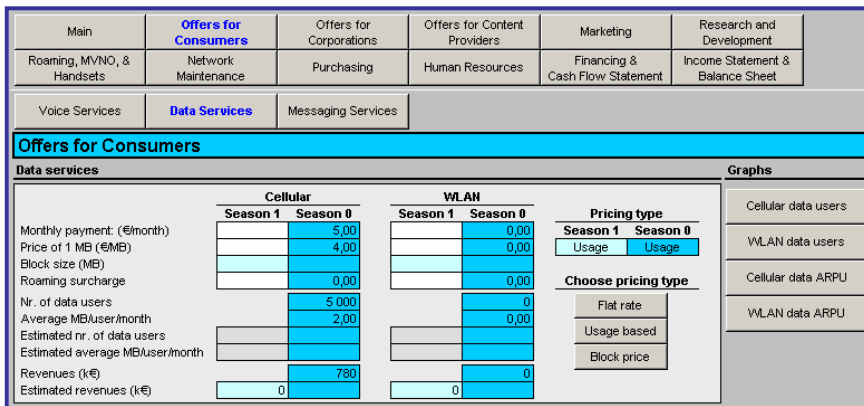 Main
Offers for Consumers
Offers for Corporations
Offers for Content Providers
Marketing
Research and Development
Roaming, MVNO, & Handsets
Network Maintenance
Purchasing
Human Resources
Financing & Cash Flow Statement
Income Statement & Balance Sheet
Voice Services
Data Services
Messaging Services
Offers for Consumers
Data services
Graphs
Cellular WLAN
Season 1 Season 0 Season 1 Season 0 Pricing type
Season 1 Season 0
Monthly payment: (€/month) 5,00 0,00
Price of 1 MB (€/MB) 4,00 0,00 Usage Usage
Block size (MB)
Roaming surcharge 0,00 0,00 Choose pricing type
Nr. of data users 5 000 0 Flat rate
Average MB/user/month 2,00 0,00
Estimated nr. of data users Usage based
Estimated average MB/user/month Block price
Revenues (k€) 780 0
Estimated revenues (k€) 0 0
Cellular data users
WLAN data users
Cellular data ARPU
WLAN data ARPU